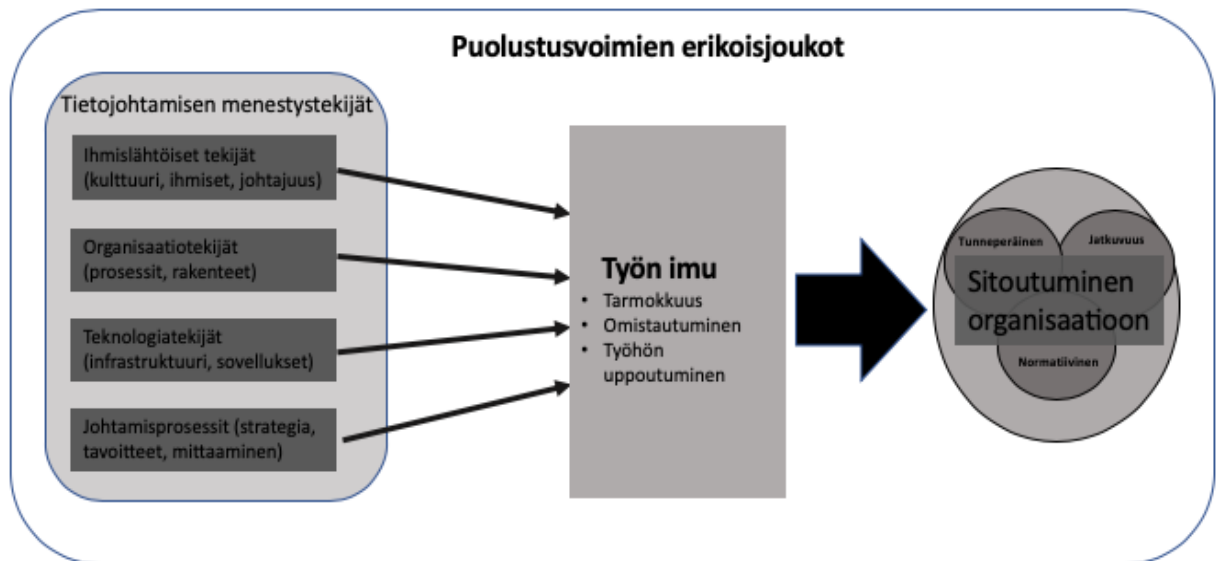 Puolustusvoimien erikoisjoukot
Tietojohtamisen menestystekijät
Ihmislähtöiset tekijät
(kulttuuri, ihmiset, johtajuus)
Organisaatiotekijät
(prosessit, rakenteet)
Teknologiatekijät
(infrastruktuuri, sovellukset)
Johtamisprosessit (strategia,
tavoitteet, mittaaminen)
Työn imu
• Tarmokkuus
• Omistautuminen
• Työhön
uppoutuminen
Tunneperäinen
Jatkuvuus
Sitoutuminen
organisaatioon
Normatiivinen